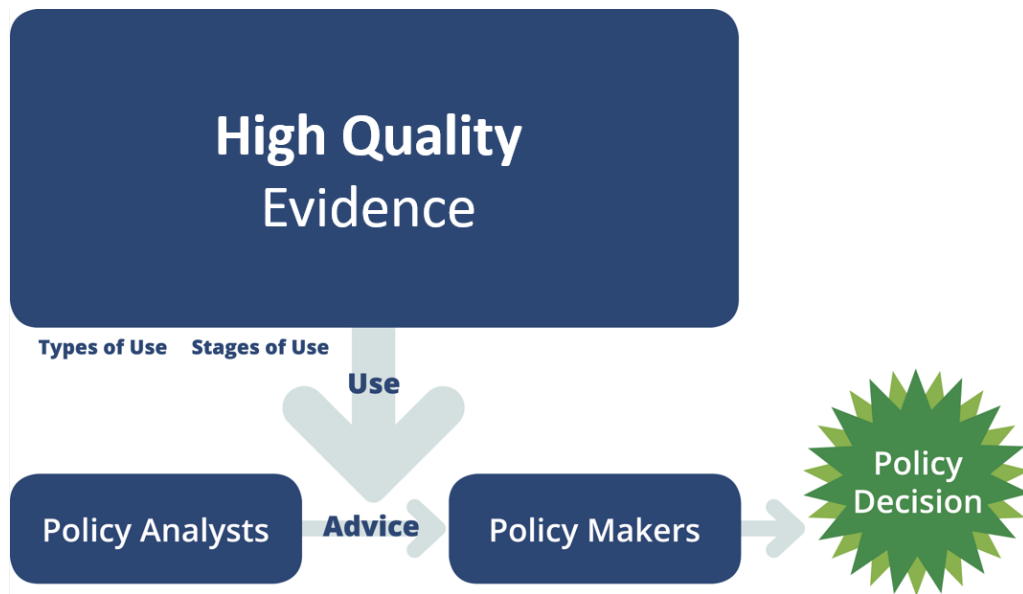 High Quality
Evidence
Types of Use Stages of Use
Use
Policy Analysts
Advice
Policy Makers
Policy
Decision